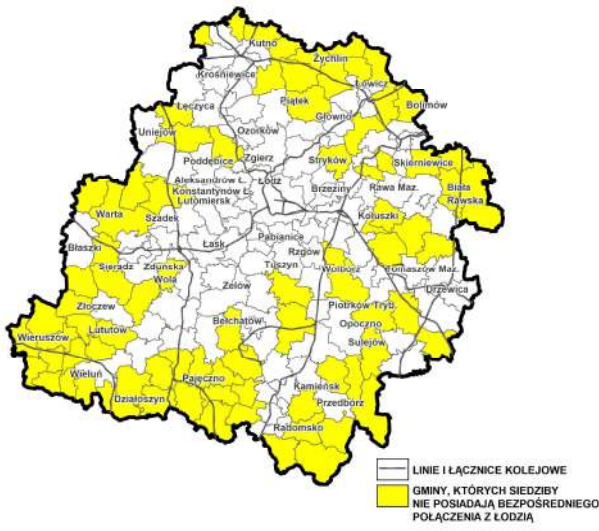 Kutno
Żychlin
Krośniewice
Łowicz
Łęczyca
Piątek
Bolimów
Głowno
Uniejów
Ozorków
Poddębice
Zgierz
Stryków
Skierniewice
Aleksandrów Ł.
Łódź
Brzeziny
Rawa Maz.
Biała
Rawska
Konstantynów Ł.
Lutomiersk
Warta
Szadek
Koluszki
Pabianice
Błaszki
Łask
Rzgów
Sieradz
Zduńska
Wola
Tuszyn
Wolbórz
Tomaszów Maz.
Zelów
Drzewica
Złoczew
Piotrków Tryb.
Bełchatów
Opoczno
Wieruszów
Lututów
Sulejów
Wieluń
Pajęczno
Kamieńsk
Działoszyn
Przedbórz
Radomsko
LINIE I ŁĄCZNICE KOLEJOWE
GMINY, KTÓRYCH SIEDZIBY
NIE POSIADAJĄ BEZPOŚREDNIEGO
POŁĄCZENIA Z ŁODZIĄ